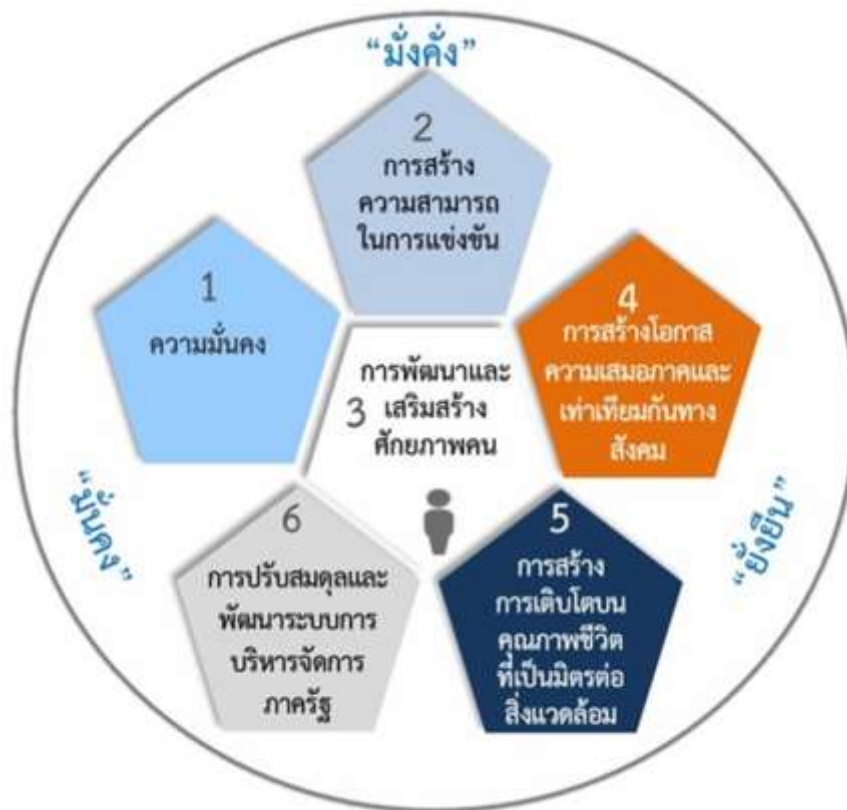 “มั่งคั่ง”
2
การสร้าง
ความสามารถ
ในการแข่งขัน
1
ความมั่นคง
4
การสร้างโอกาส
ความเสมอภาคและ
เท่าเทียมกันทาง
สังคม
การพัฒนาและ
3 เสริมสร้าง
ศักยภาพคน
“มั่นคง”
“ยั่งยืน”
6
การปรับสมดุลและ
พัฒนาระบบการ
บริหารจัดการ
ภาครัฐ
5
การสร้าง
การเติบโตบน
คุณภาพชีวิต
ที่เป็นมิตรต่อ
สิ่งแวดล้อม